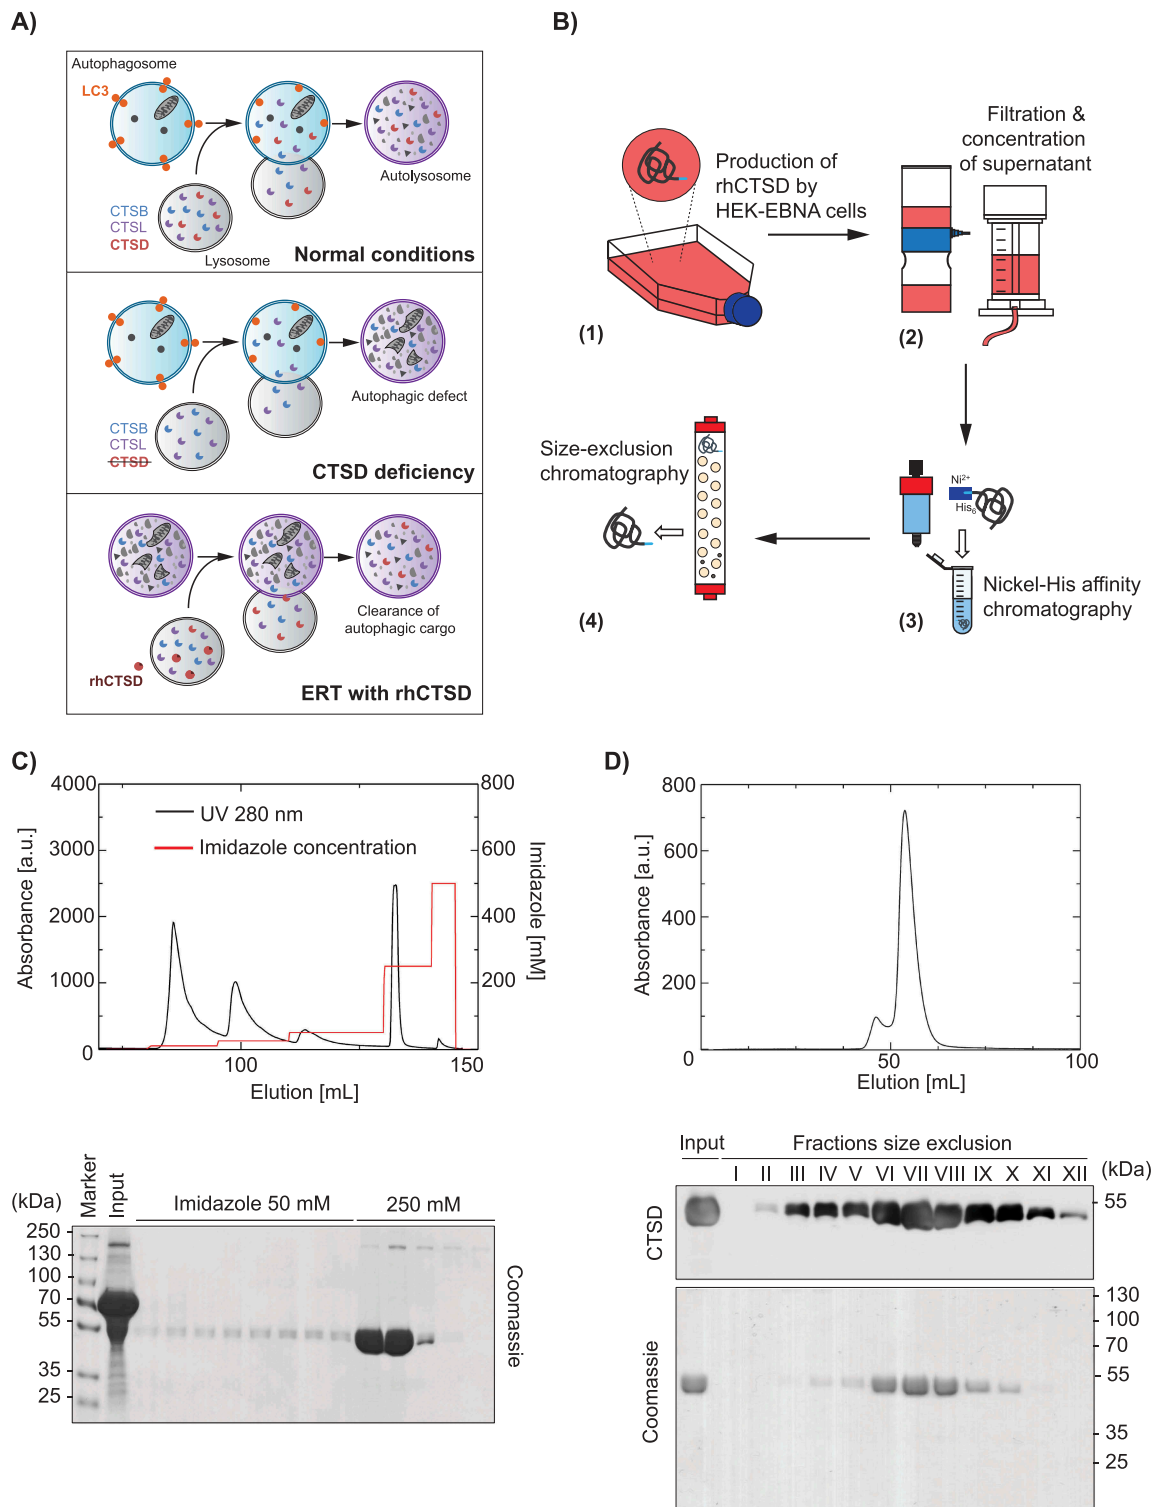 A)
Autophagosome
LC3
CTSB
CTSL
CTSD
Lysosome
Autolysosome
Normal conditions
CTSB
CTSL
CTSD
Autophagic defect
CTSD deficiency
rhCTSD
Clearance of
autophagic cargo
ERT with rhCTSD
B)
Production of
rhCTSD by
HEK-EBNA cells
(1)
Filtration &
concentration
of supernatant
(2)
Ni2+
His6
Nickel-His affinity
chromatography
(3)
Size-exclusion
chromatography
(4)
C)
4000
3000
2000
1000
0
Absorbance [a.u.]
UV 280 nm
Imidazole concentration
800
600
400
200
Imidazole [mM]
100
150
Elution [mL]
(kDa)
Marker
Input
Imidazole 50 mM
250 mM
250
130
100
70
55
35
25
Coomassie
D)
800
600
400
200
0
Absorbance [a.u.]
50
100
Elution [mL]
Input
Fractions size exclusion
I II III IV V VI VII VIII IX X XI XII
(kDa)
CTSD
55
Coomassie
130
100
70
55
35
25